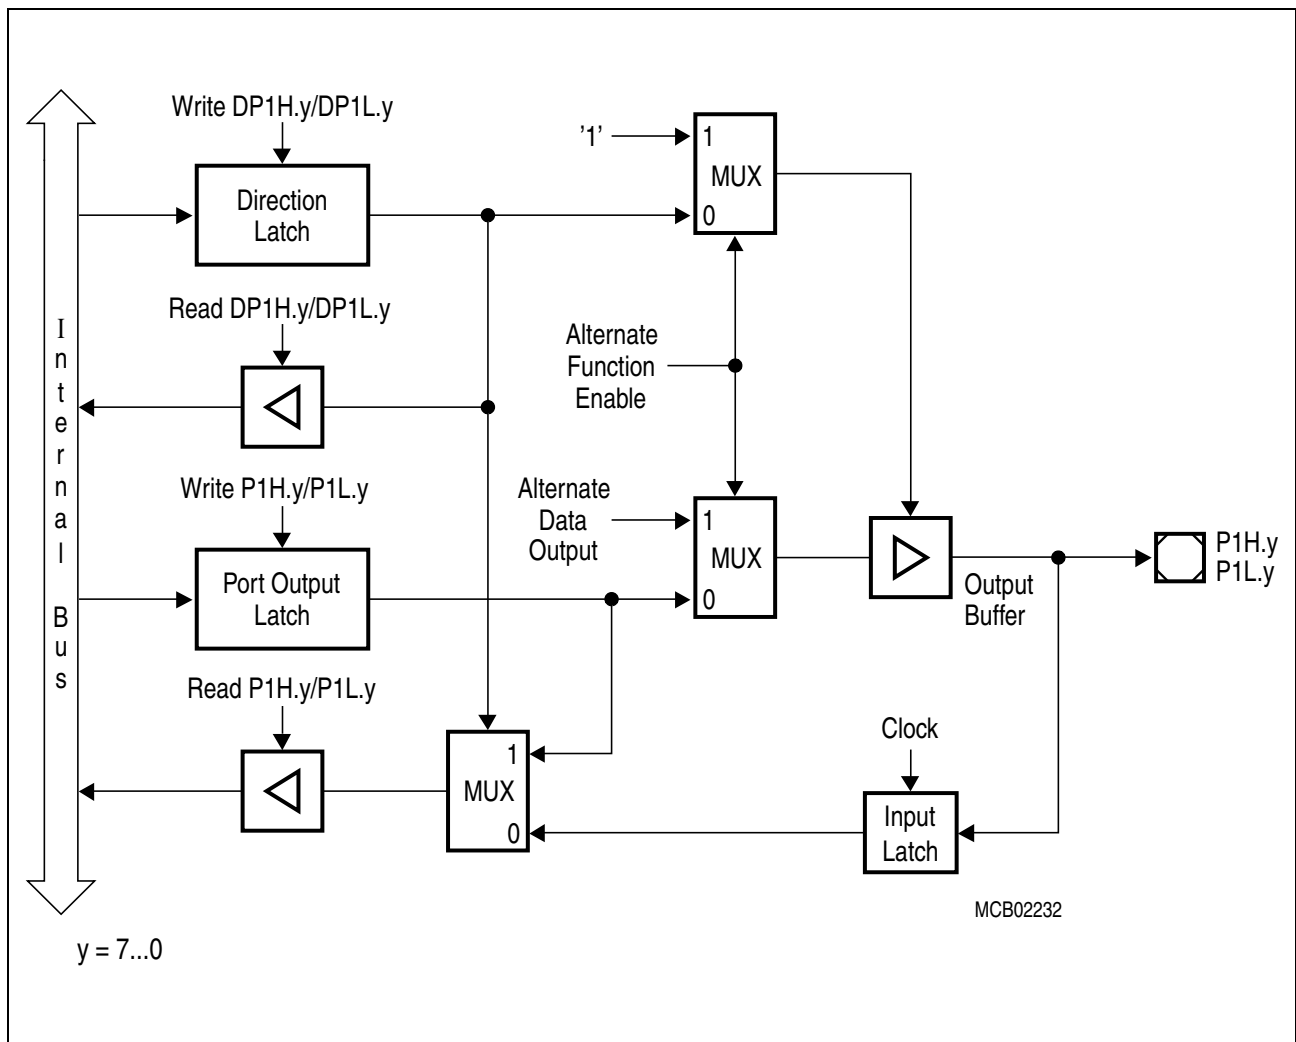 Write DP1H.y/DP1L.y
'1'
1
MUX
0
Direction
Latch
Read DP1H.y/DP1L.y
Alternate
Function
Enable
Internal Bus
Write P1H.y/P1L.y
Alternate
Data
Output
1
MUX
0
Port Output
Latch
Output
Buffer
P1H.y
P1L.y
Read P1H.y/P1L.y
1
MUX
0
Clock
Input
Latch
MCB02232
y = 7...0